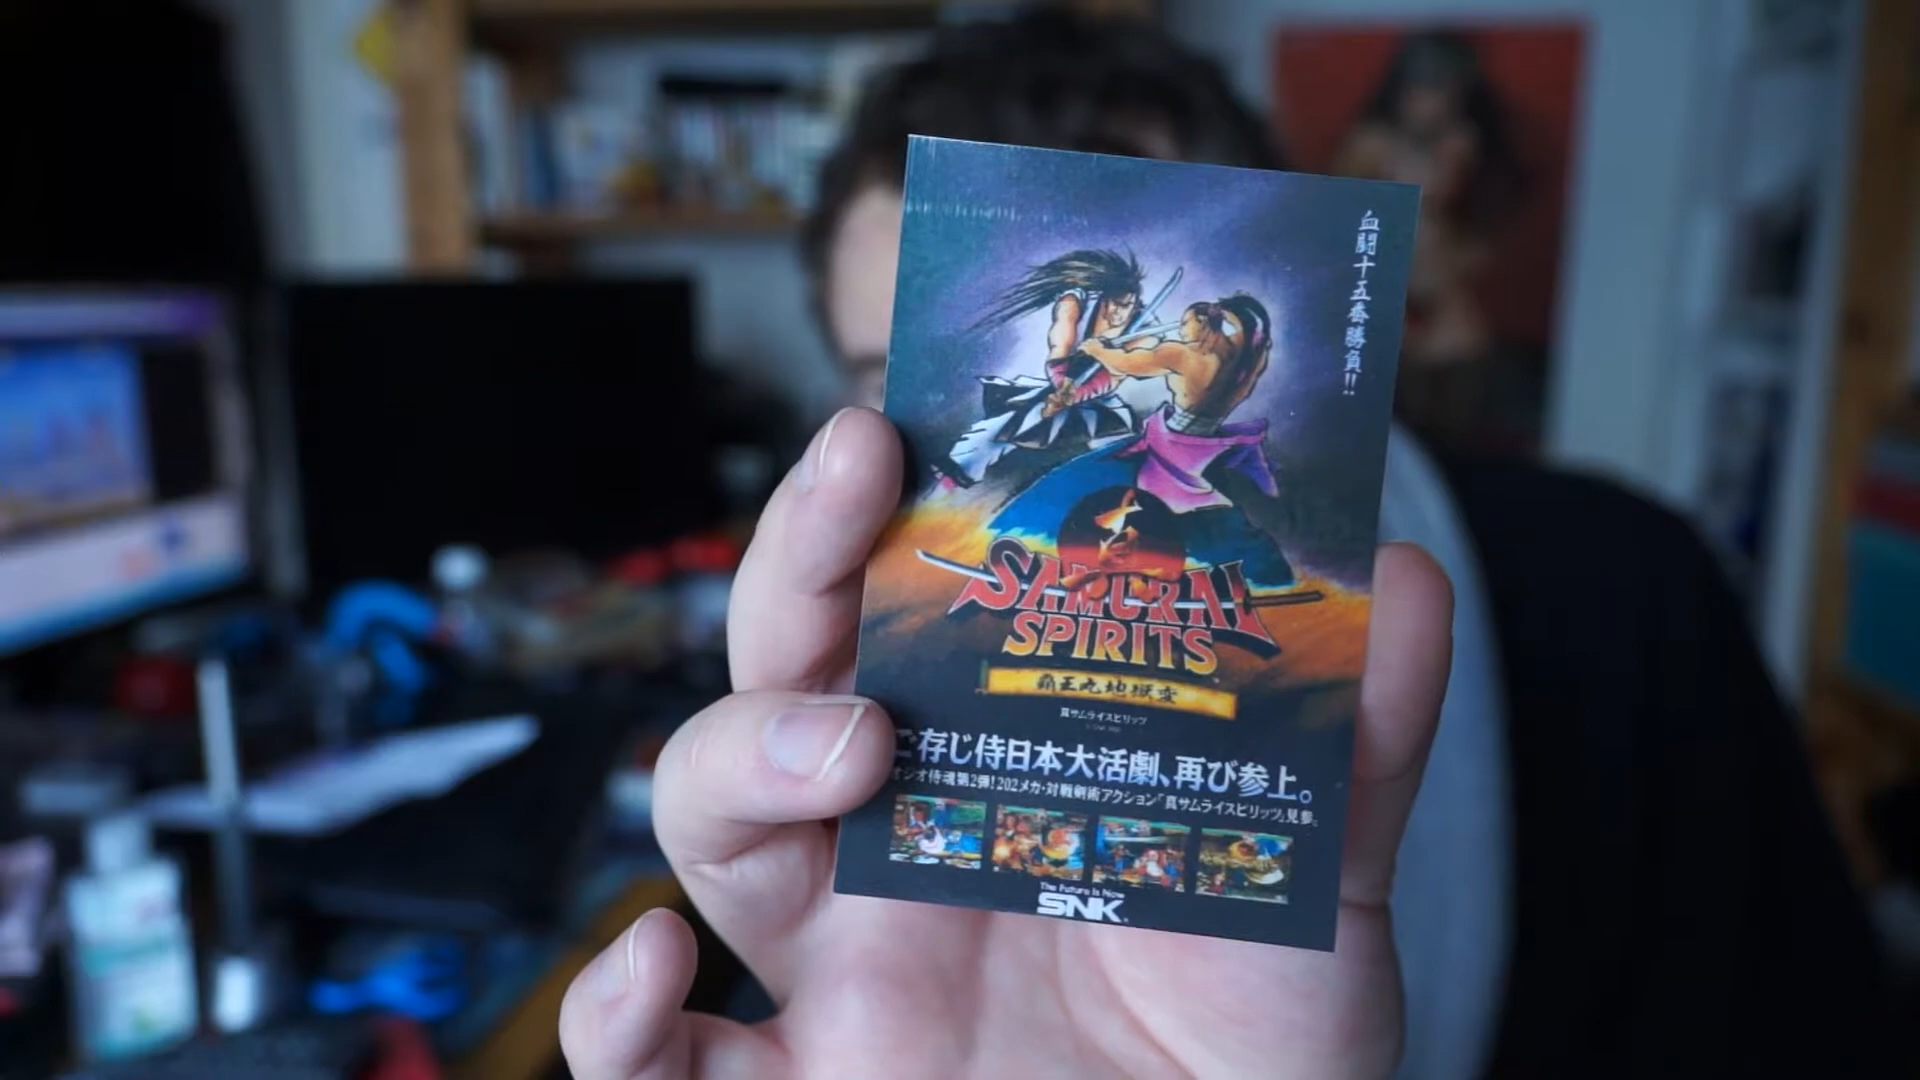 血闘十五番勝負!!
SAMURAI
SPIRITS
覇王丸地獄変
真サムライスピリッツ
ご存じ侍日本大活劇、再び参上。
オジオ侍魂第2弾!202メガ・対戦剣術アクション「真サムライスピリッツ」見参。
The Future Is Now
SNK